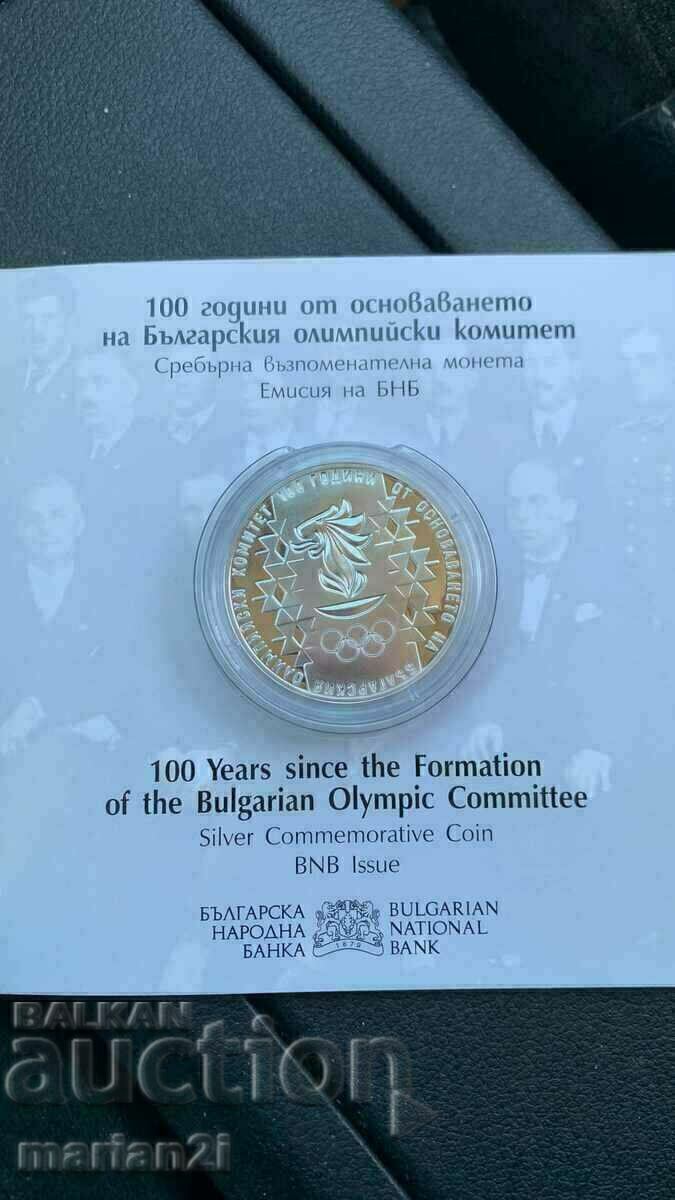 100 години от основаването
на Българския олимпийски комитет
Сребърна възпоменателна монета
Емисия на БНБ
100 ГОДИНИ ОТ ОСНОВАВАНЕТО НА БЪЛГАРСКИЯ ОЛИМПИЙСКИ КОМИТЕТ
100 Years since the Formation
of the Bulgarian Olympic Committee
Silver Commemorative Coin
BNB Issue
БЪЛГАРСКА
НАРОДНА
БАНКА
1879
BULGARIAN
NATIONAL
BANK
BALKAN
auction
marian21